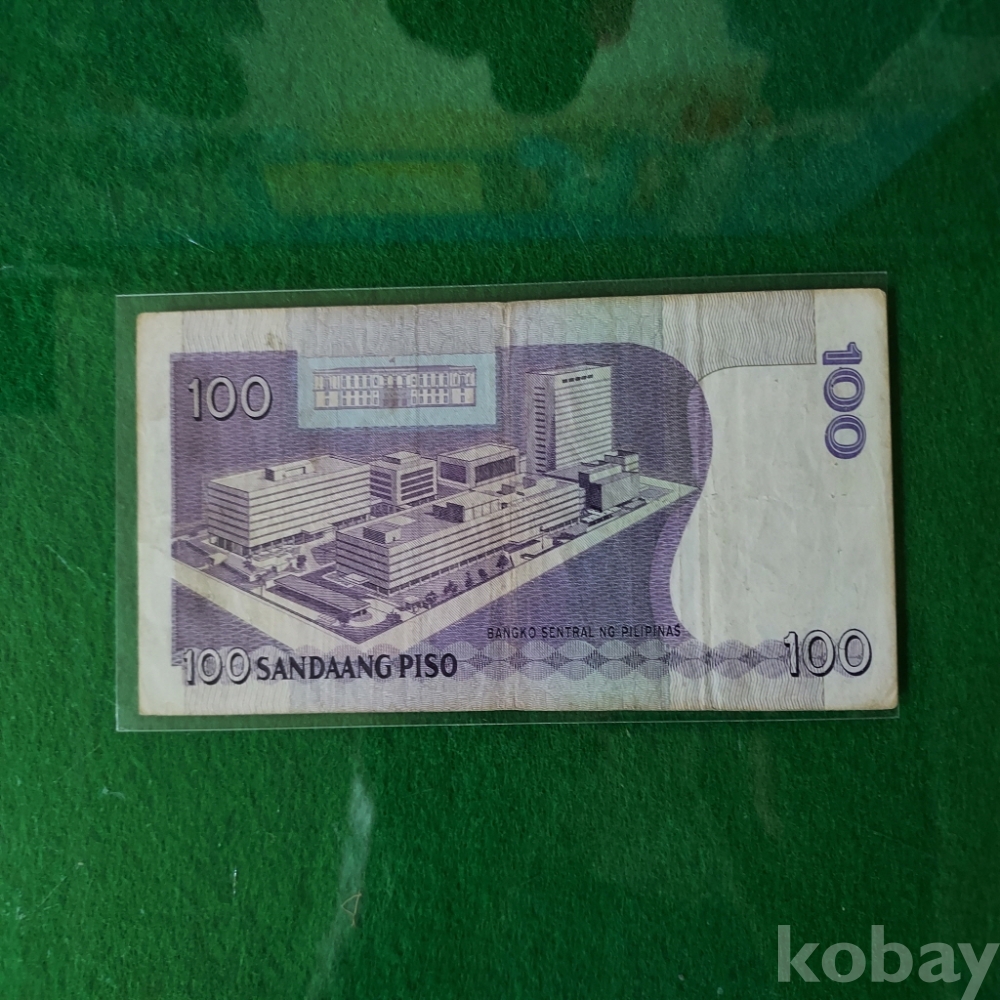 100
100
BANGKO SENTRAL NG PILIPINAS
100 SANDAANG PISO
100
kobay